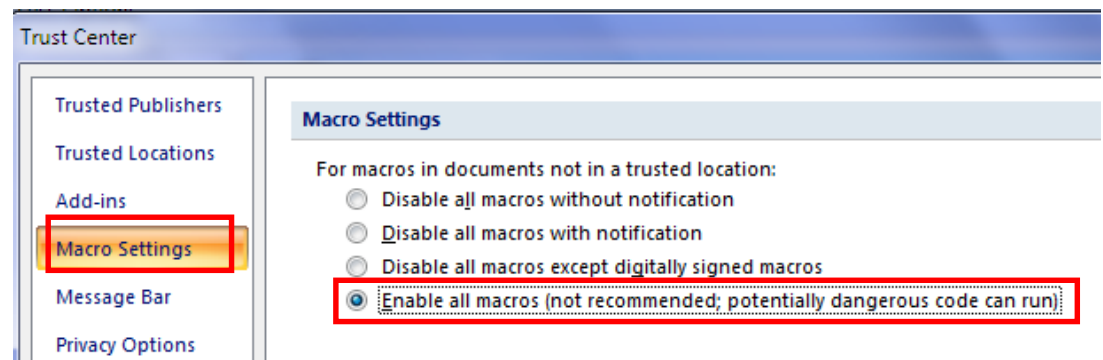 Trust Center
Trusted Publishers
Trusted Locations
Add-ins
Macro Settings
Message Bar
Privacy Options
Macro Settings
For macros in documents not in a trusted location:
Disable all macros without notification
Disable all macros with notification
Disable all macros except digitally signed macros
Enable all macros (not recommended; potentially dangerous code can run)